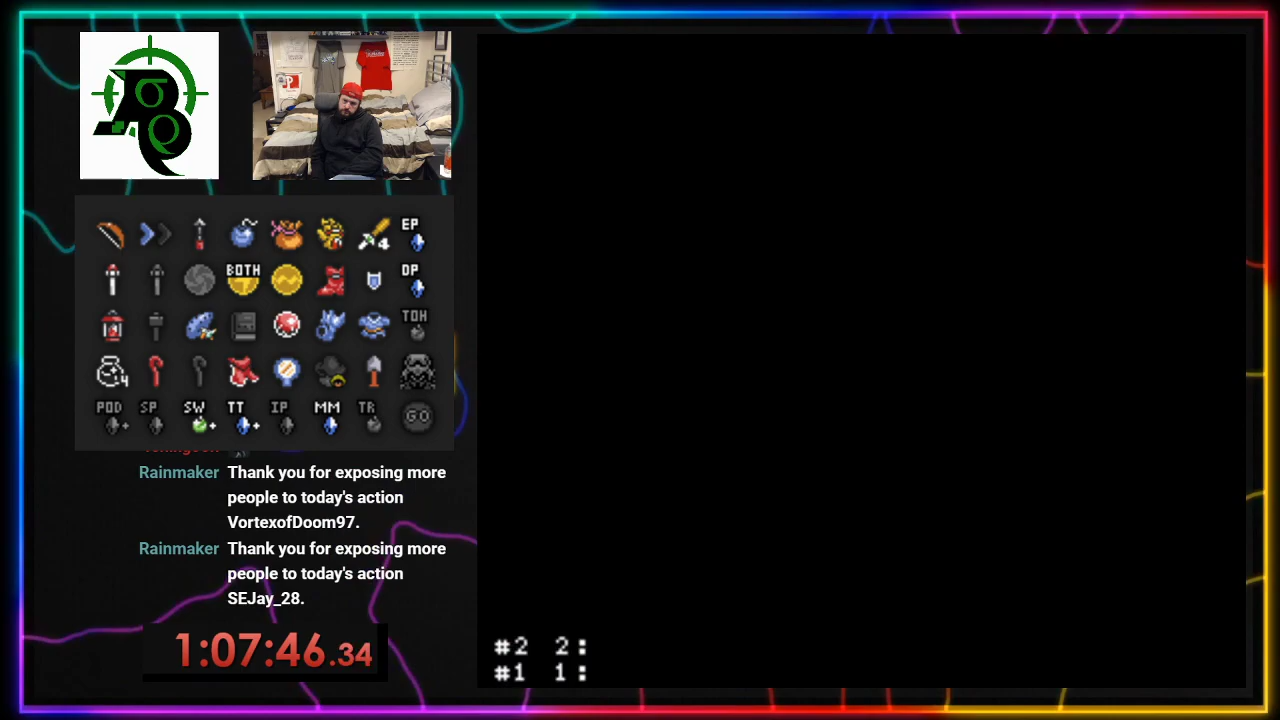 EP
4
BOTH
DP
TOH
4
POD
SP
SW
TT
IP
MM
TR
GO
Rainmaker Thank you for exposing more
people to today's action
VortexofDoom97.
Rainmaker Thank you for exposing more
people to today's action
SEJay_28.
1:07:46.34
#2 2:
#1 1: